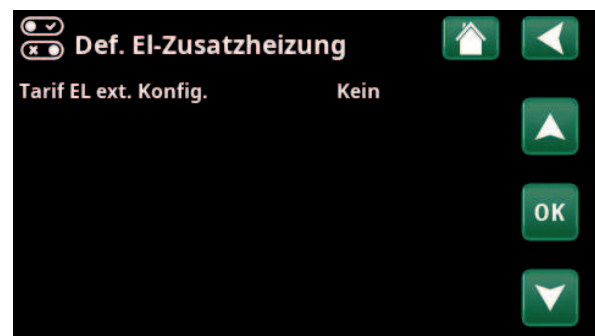 Def. El-Zusatzheizung
Tarif EL ext. Konfig. Kein
OK